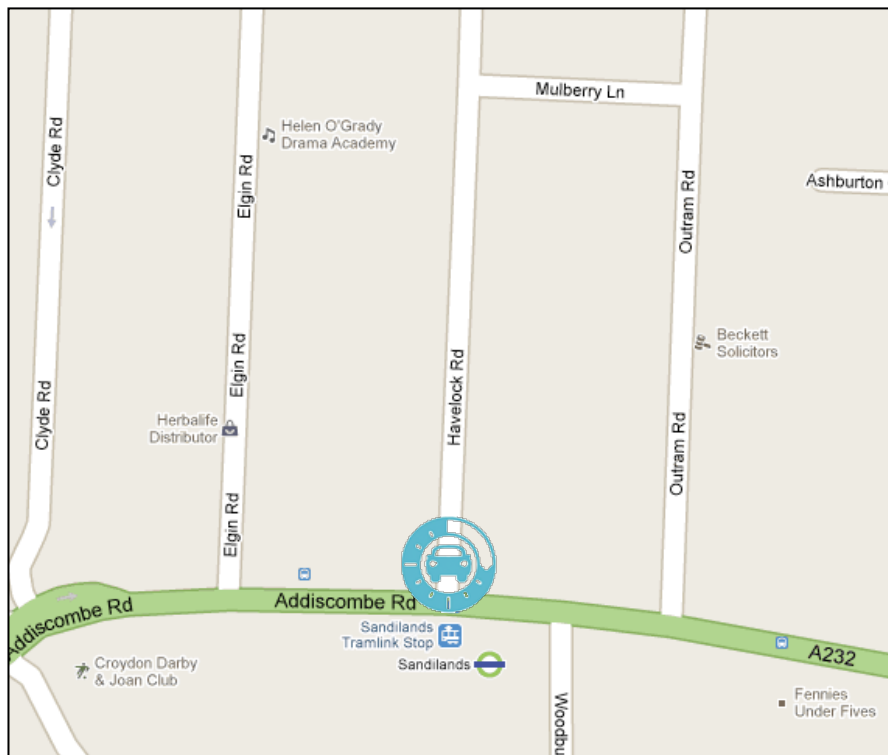 Mulberry Ln
Helen O'Grady
Drama Academy
Clyde Rd
Elgin Rd
Ashburton
Outram Rd
Beckett
Solicitors
Elgin Rd
Havelock Rd
Clyde Rd
Herbalife
Distributor
Outram Rd
Elgin Rd
Addiscombe Rd
Addiscombe Rd
Sandilands
Tramlink Stop
Sandilands
A232
Croydon Darby
& Joan Club
Fennies
Under Fives
Woodbu